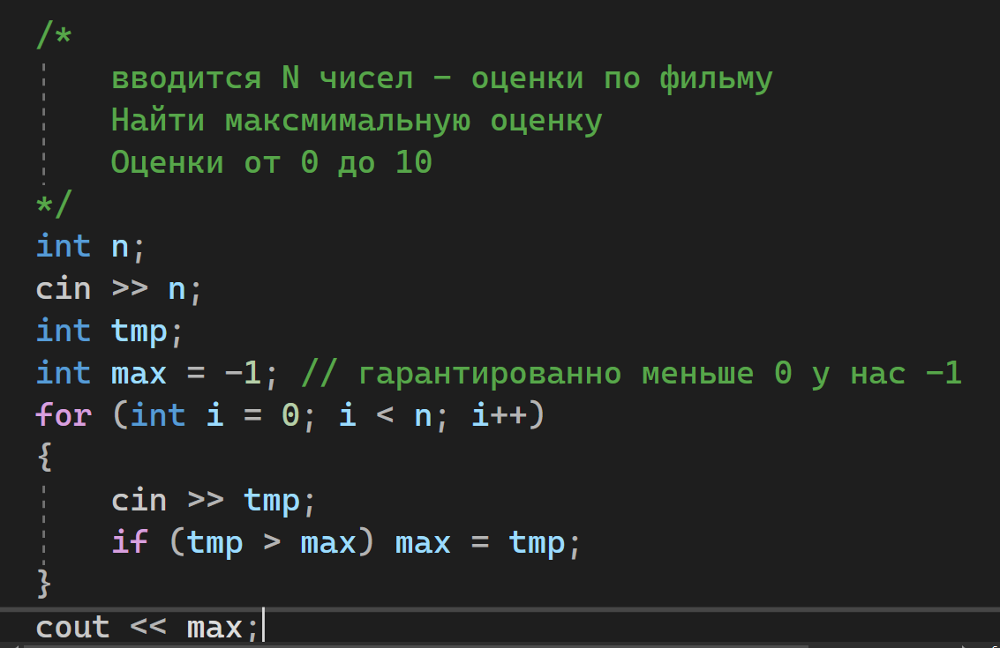 /*
вводится N чисел - оценки по фильму
Найти максмимальную оценку
Оценки от 0 до 10
*/
int n;
cin >> n;
int tmp;
int max = -1; // гарантированно меньше 0 у нас -1
for (int i = 0; i < n; i++)
{
cin >> tmp;
if (tmp > max) max = tmp;
}
cout << max;